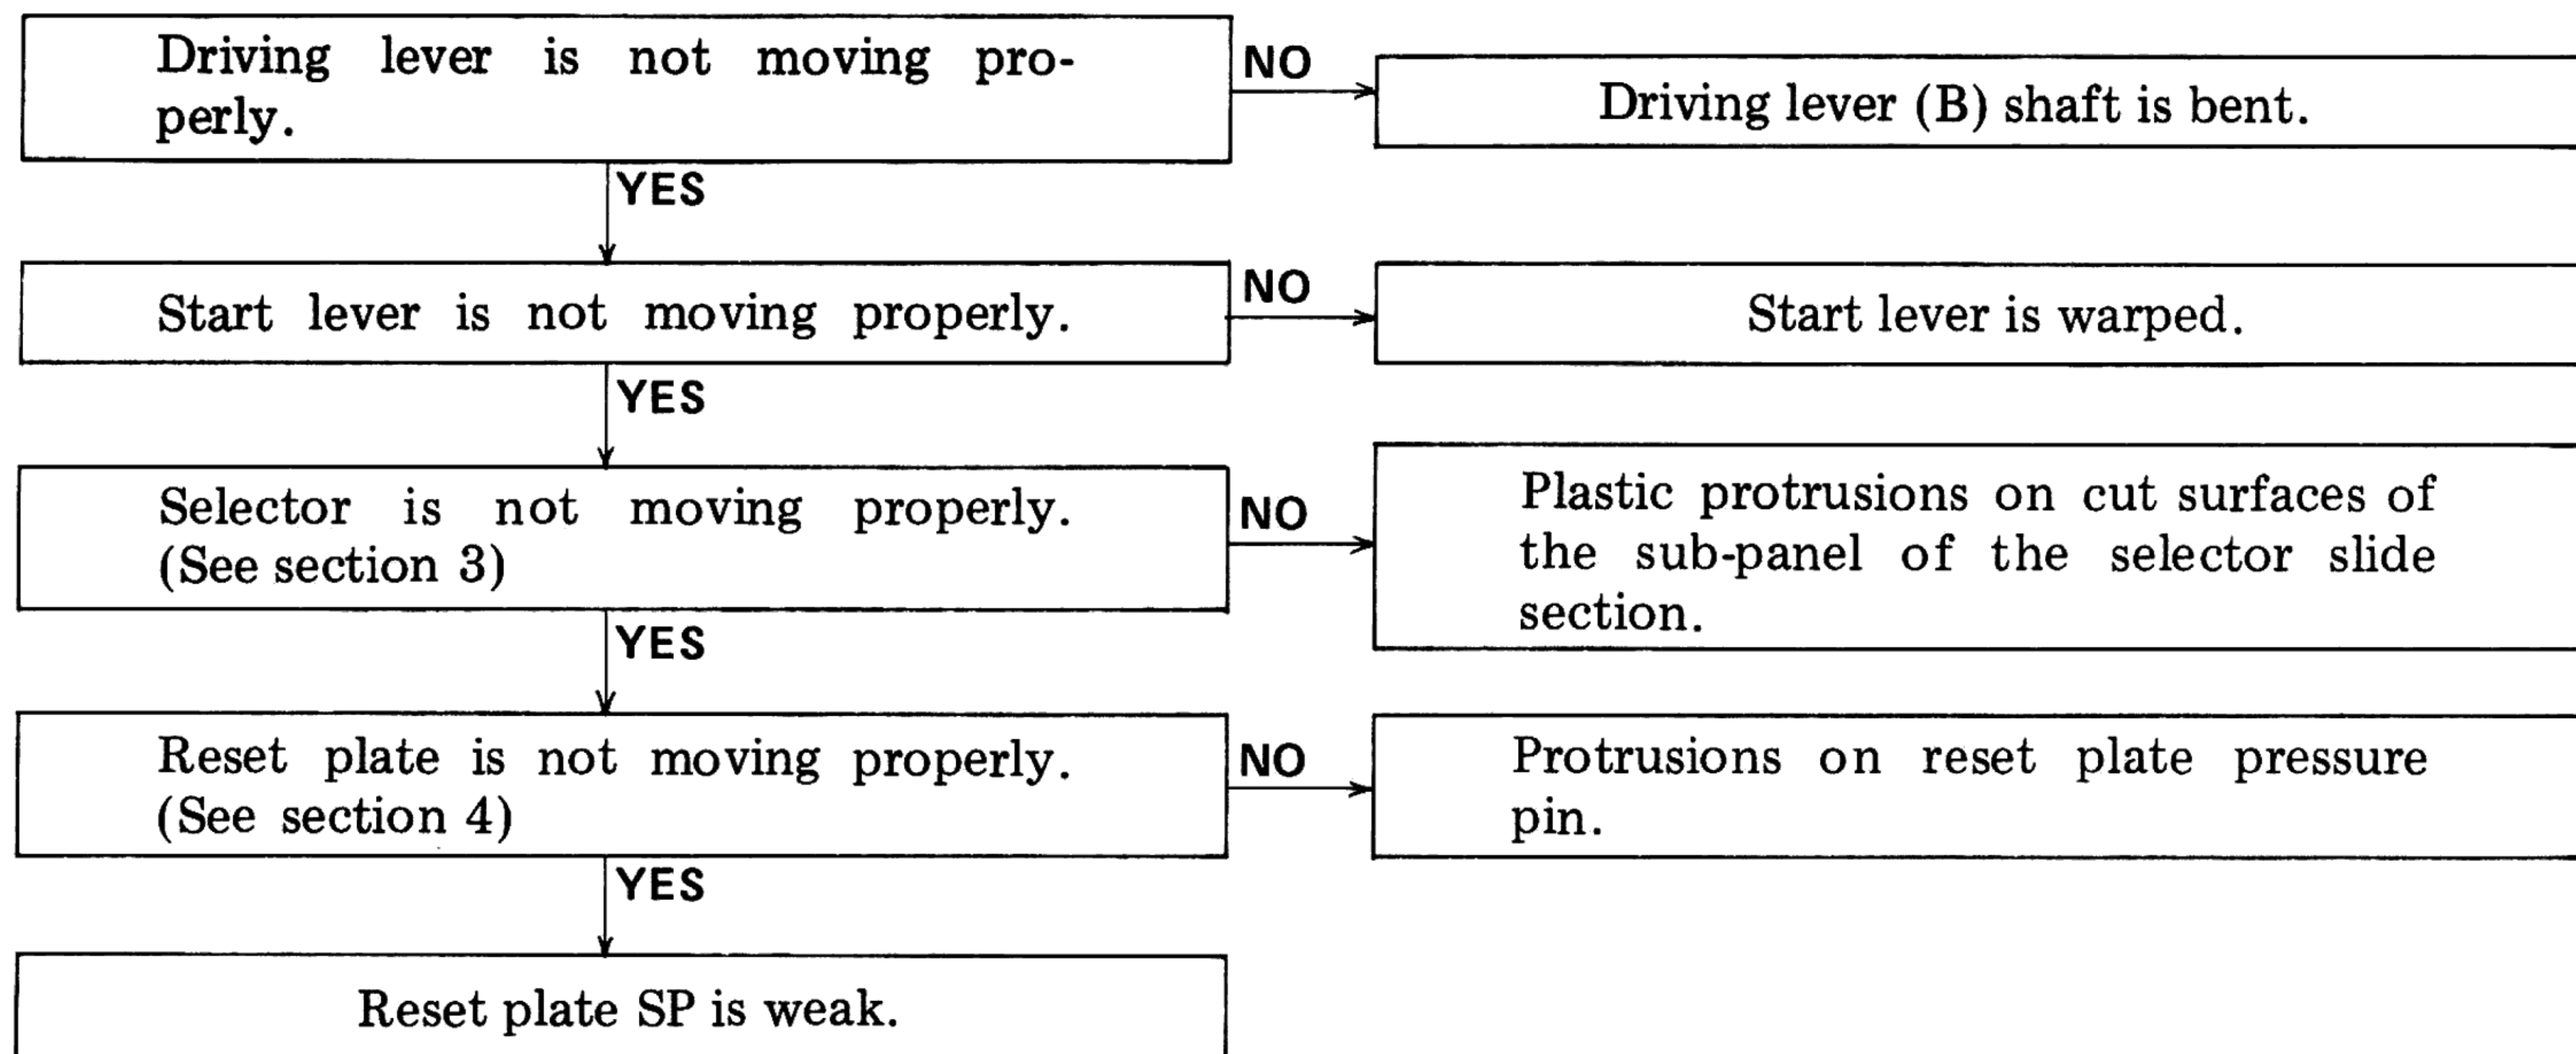 Driving lever is not moving pro-
perly.
NO
Driving lever (B) shaft is bent.
YES
Start lever is not moving properly.
NO
Start lever is warped.
YES
Selector is not moving properly.
(See section 3)
NO
Plastic protrusions on cut surfaces of
the sub-panel of the selector slide
section.
YES
Reset plate is not moving properly.
(See section 4)
NO
Protrusions on reset plate pressure
pin.
YES
Reset plate SP is weak.